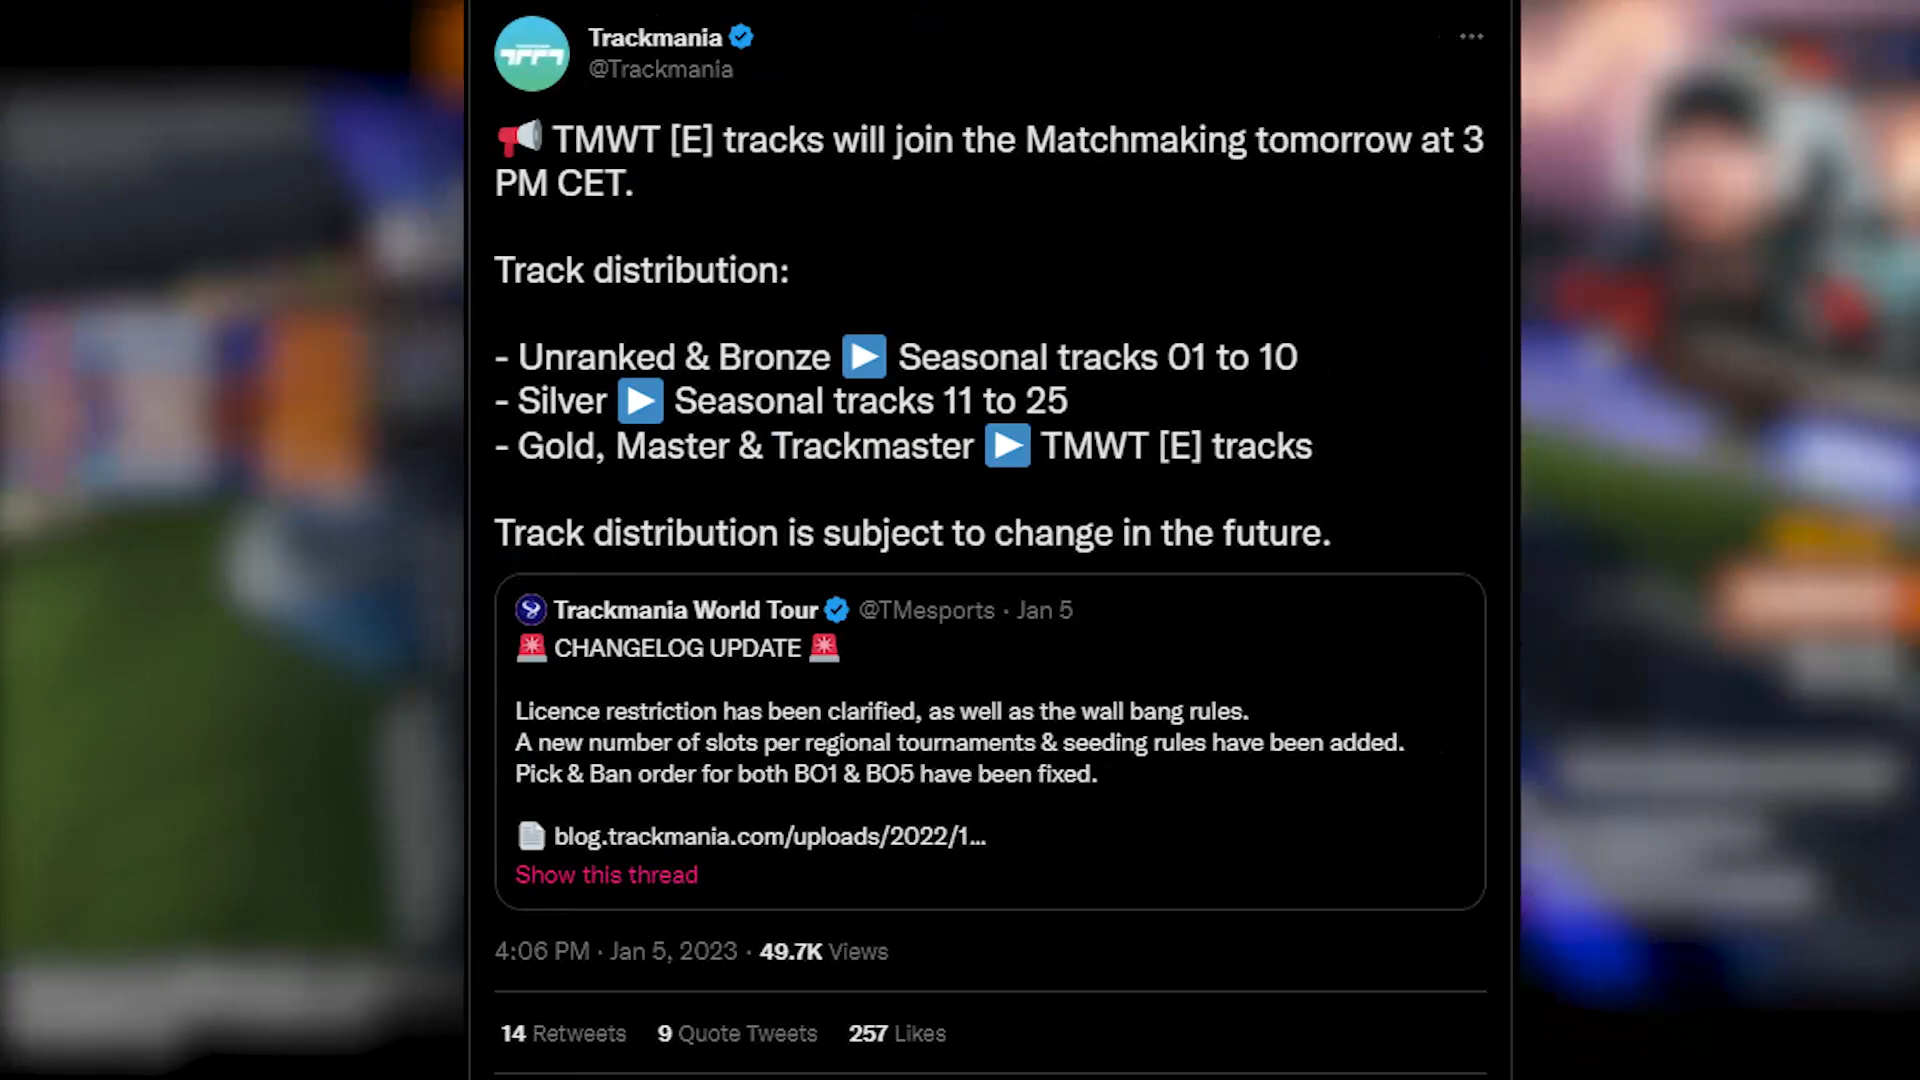 Trackmania
@Trackmania
📢 TMWT [E] tracks will join the Matchmaking tomorrow at 3
PM CET.
Track distribution:
- Unranked & Bronze ▶️ Seasonal tracks 01 to 10
- Silver ▶️ Seasonal tracks 11 to 25
- Gold, Master & Trackmaster ▶️ TMWT [E] tracks
Track distribution is subject to change in the future.
Trackmania World Tour @TMesports · Jan 5
🚨 CHANGELOG UPDATE 🚨
Licence restriction has been clarified, as well as the wall bang rules.
A new number of slots per regional tournaments & seeding rules have been added.
Pick & Ban order for both BO1 & BO5 have been fixed.
📄 blog.trackmania.com/uploads/2022/1...
Show this thread
4:06 PM · Jan 5, 2023 · 49.7K Views
14 Retweets 9 Quote Tweets 257 Likes